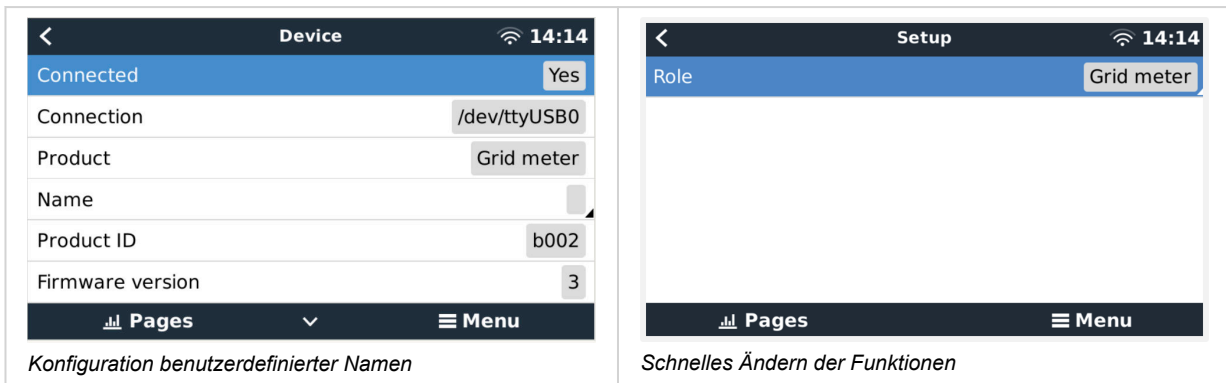 Device 14:14
Connected Yes
Connection /dev/ttyUSB0
Product Grid meter
Name
Product ID b002
Firmware version 3
Pages Menu
Konfiguration benutzerdefinierter Namen
Setup 14:14
Role Grid meter
Pages Menu
Schnelles Ändern der Funktionen